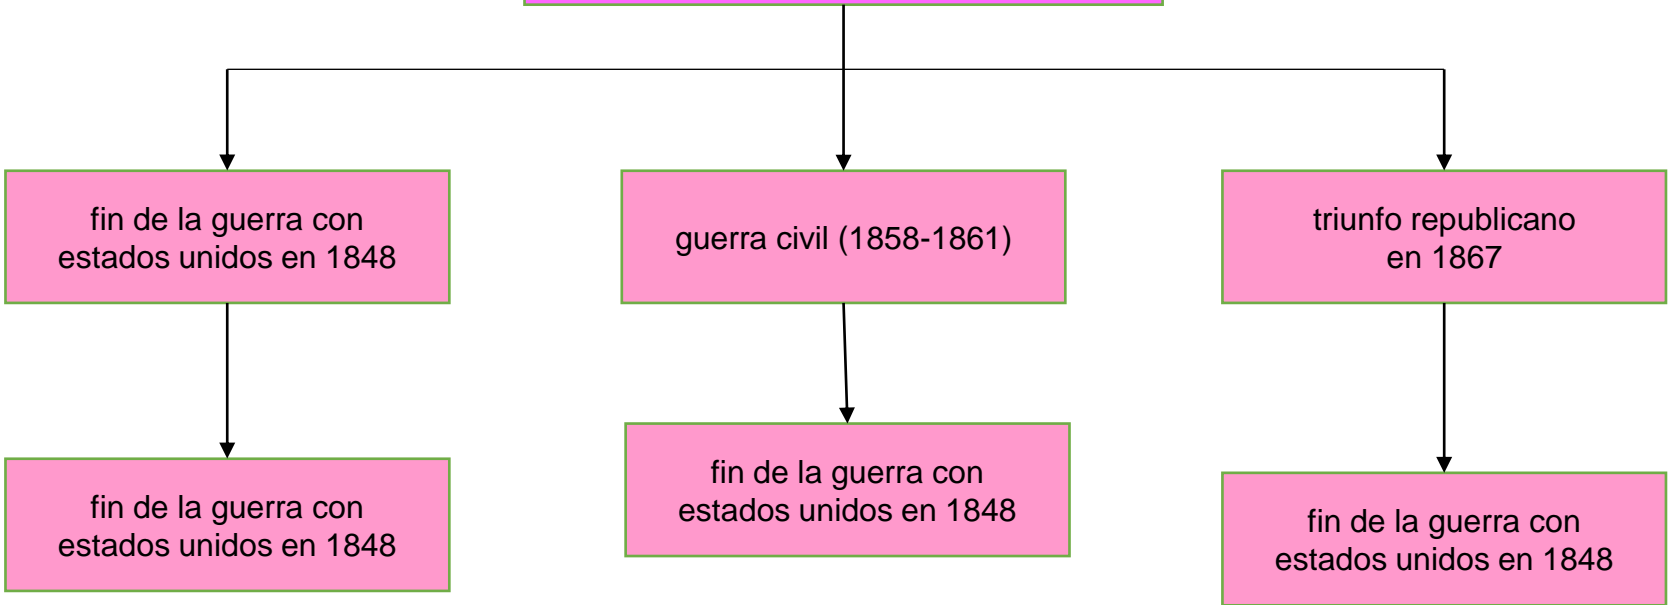 fin de la guerra con
estados unidos en 1848
guerra civil (1858-1861)
triunfo republicano
en 1867
fin de la guerra con
estados unidos en 1848
fin de la guerra con
estados unidos en 1848
fin de la guerra con
estados unidos en 1848